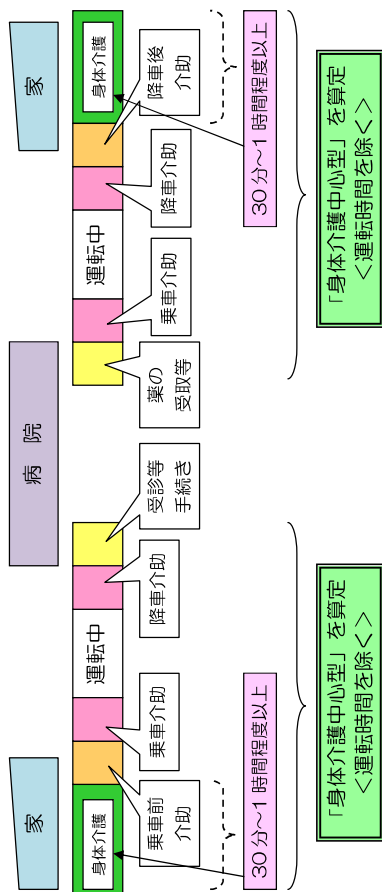 家
病 院
家
身体介護
運転中
運転中
身体介護
乗車前
介助
乗車介助
降車介助
受診等
手続き
薬の
受取等
乗車介助
降車介助
降車後
介助
30分～1時間程度以上
30分～1時間程度以上
「身体介護中心型」を算定
＜運転時間を除く＞
「身体介護中心型」を算定
＜運転時間を除く＞